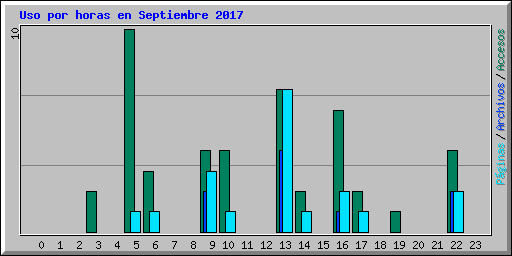 Uso por horas en Septiembre 2017
10
Páginas/Archivos/Accesos
0 1 2 3 4 5 6 7 8 9 10 11 12 13 14 15 16 17 18 19 20 21 22 23